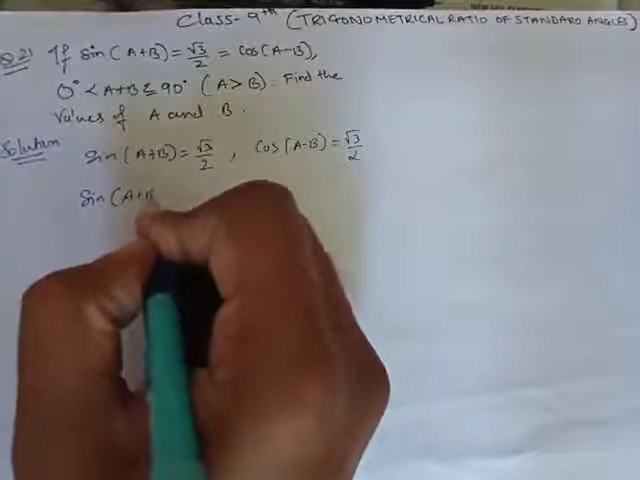 Class-9th (TRIGONOMETRICAL RATIO OF STANDARD ANGLES)
Q.21 If Sin(A+B) = √3/2 = Cos(A-B),
0° < A+B ≤ 90° (A > B). Find the
values of A and B.
Solution Sin(A+B) = √3/2 , Cos(A-B) = √3/2
Sin(A+B